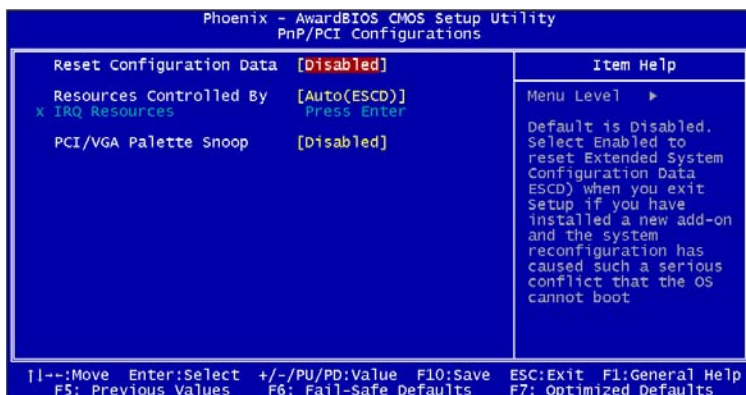 Phoenix - AwardBIOS CMOS Setup Utility
PnP/PCI Configurations
Reset Configuration Data [Disabled]
Resources Controlled By [Auto(ESCD)]
x IRQ Resources Press Enter
PCI/VGA Palette Snoop [Disabled]
Item Help
Menu Level ►
Default is Disabled.
Select Enabled to
reset Extended System
Configuration Data
ESCD) when you exit
Setup if you have
installed a new add-on
and the system
reconfiguration has
caused such a serious
conflict that the OS
cannot boot
↑↓→←:Move Enter:Select +/-/PU/PD:Value F10:Save ESC:Exit F1:General Help
F5: Previous Values F6: Fail-Safe Defaults F7: Optimized Defaults